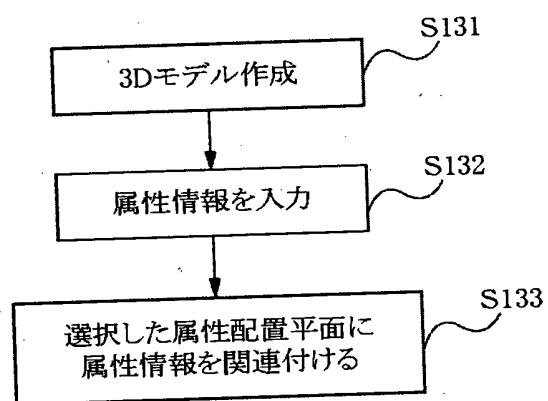 S131
3Dモデル作成
S132
属性情報を入力
S133
選択した属性配置平面に
属性情報を関連付ける